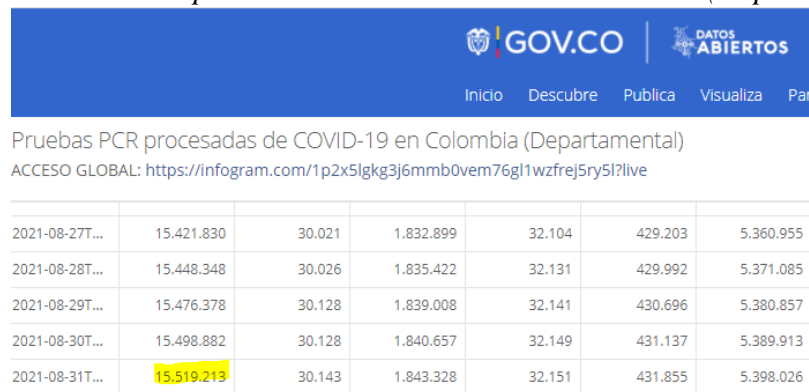 GOV.CO DATOS ABIERTOS
Inicio Descubre Publica Visualiza
Pruebas PCR procesadas de COVID-19 en Colombia (Departamental)
ACCESO GLOBAL: https://infogram.com/1p2x5lgkg3j6mmb0vem76gl1wzfrej5ry5l?live
2021-08-27T... 15.421.830 30.021 1.832.899 32.104 429.203 5.360.955
2021-08-28T... 15.448.348 30.026 1.835.422 32.131 429.992 5.371.085
2021-08-29T... 15.476.378 30.128 1.839.008 32.141 430.696 5.380.857
2021-08-30T... 15.498.882 30.128 1.840.657 32.149 431.137 5.389.913
2021-08-31T... 15.519.213 30.143 1.843.328 32.151 431.855 5.398.026